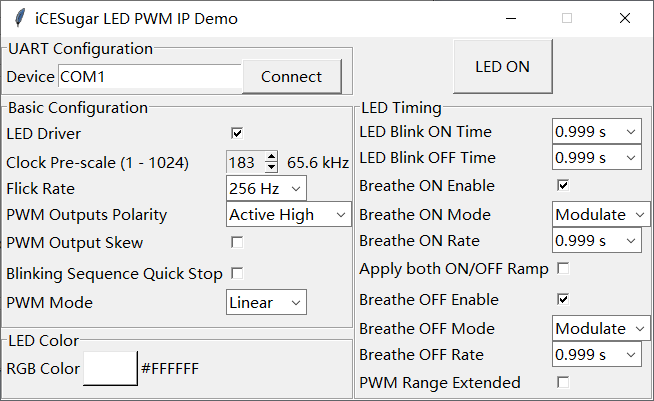 iCESugar LED PWM IP Demo
UART Configuration
Device COM1 Connect
LED ON
Basic Configuration
LED Driver
Clock Pre-scale (1 - 1024) 183 65.6 kHz
Flick Rate 256 Hz
PWM Outputs Polarity Active High
PWM Output Skew
Blinking Sequence Quick Stop
PWM Mode Linear
LED Color
RGB Color #FFFFFF
LED Timing
LED Blink ON Time 0.999 s
LED Blink OFF Time 0.999 s
Breathe ON Enable
Breathe ON Mode Modulate
Breathe ON Rate 0.999 s
Apply both ON/OFF Ramp
Breathe OFF Enable
Breathe OFF Mode Modulate
Breathe OFF Rate 0.999 s
PWM Range Extended